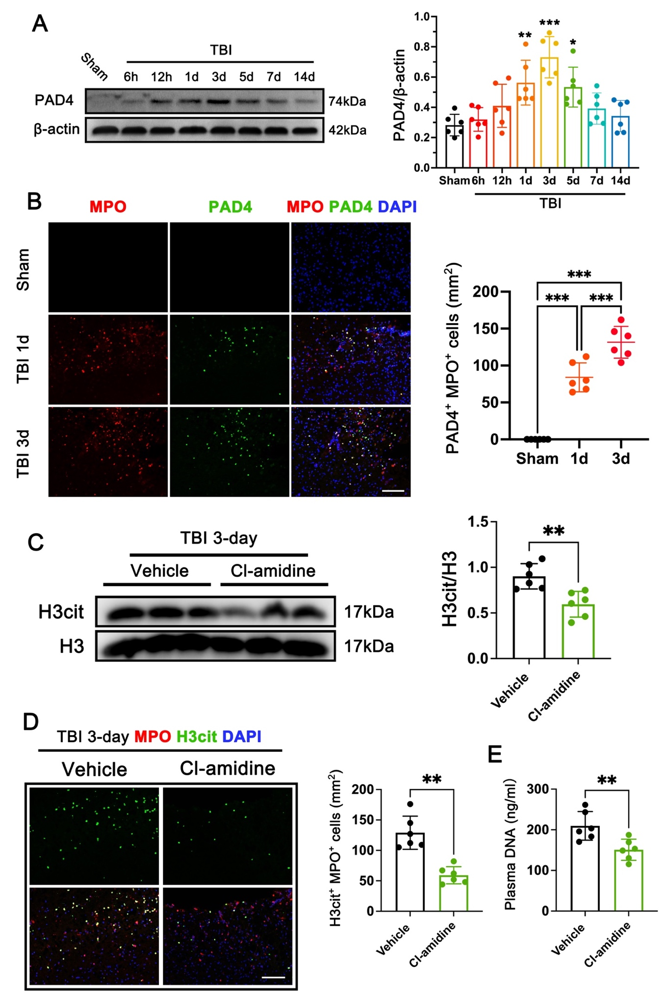 A
TBI
Sham
6h 12h 1d 3d 5d 7d 14d
PAD4
74kDa
β-actin
42kDa
PAD4/β-actin
1.0
0.8
0.6
0.4
0.2
0.0
** *** *
Sham 6h 12h 1d 3d 5d 7d 14d
TBI
B
MPO PAD4 MPO PAD4 DAPI
Sham
TBI 1d
TBI 3d
PAD4+ MPO+ cells (mm2)
200
150
100
50
0
***
*** ***
Sham 1d 3d
C
TBI 3-day
Vehicle Cl-amidine
H3cit 17kDa
H3 17kDa
H3cit/H3
1.5
1.0
0.5
0.0
**
Vehicle
Cl-amidine
D
TBI 3-day MPO H3cit DAPI
Vehicle Cl-amidine
H3cit+ MPO+ cells (mm2)
200
150
100
50
0
**
Vehicle
Cl-amidine
E
Plasma DNA (ng/ml)
300
200
100
0
**
Vehicle
Cl-amidine